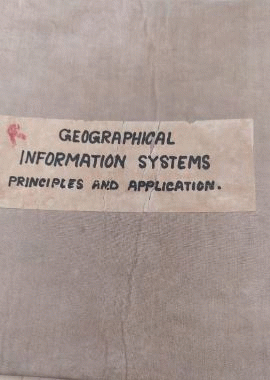 GEOGRAPHICAL
INFORMATION SYSTEMS
PRINCIPLES AND APPLICATION.